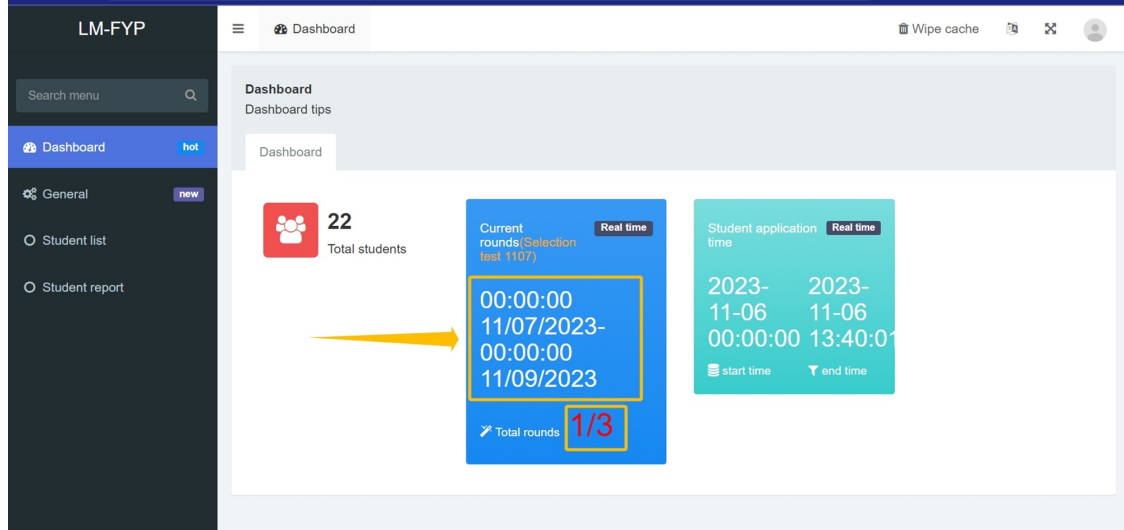 LM-FYP
Dashboard
Wipe cache
Search menu
Dashboard hot
General new
Student list
Student report
Dashboard
Dashboard tips
Dashboard
22
Total students
Current
rounds(Selection
test 1107)
Real time
00:00:00
11/07/2023-
00:00:00
11/09/2023
Total rounds 1/3
Student application
time
Real time
2023-
11-06
00:00:00
start time
2023-
11-06
13:40:01
end time